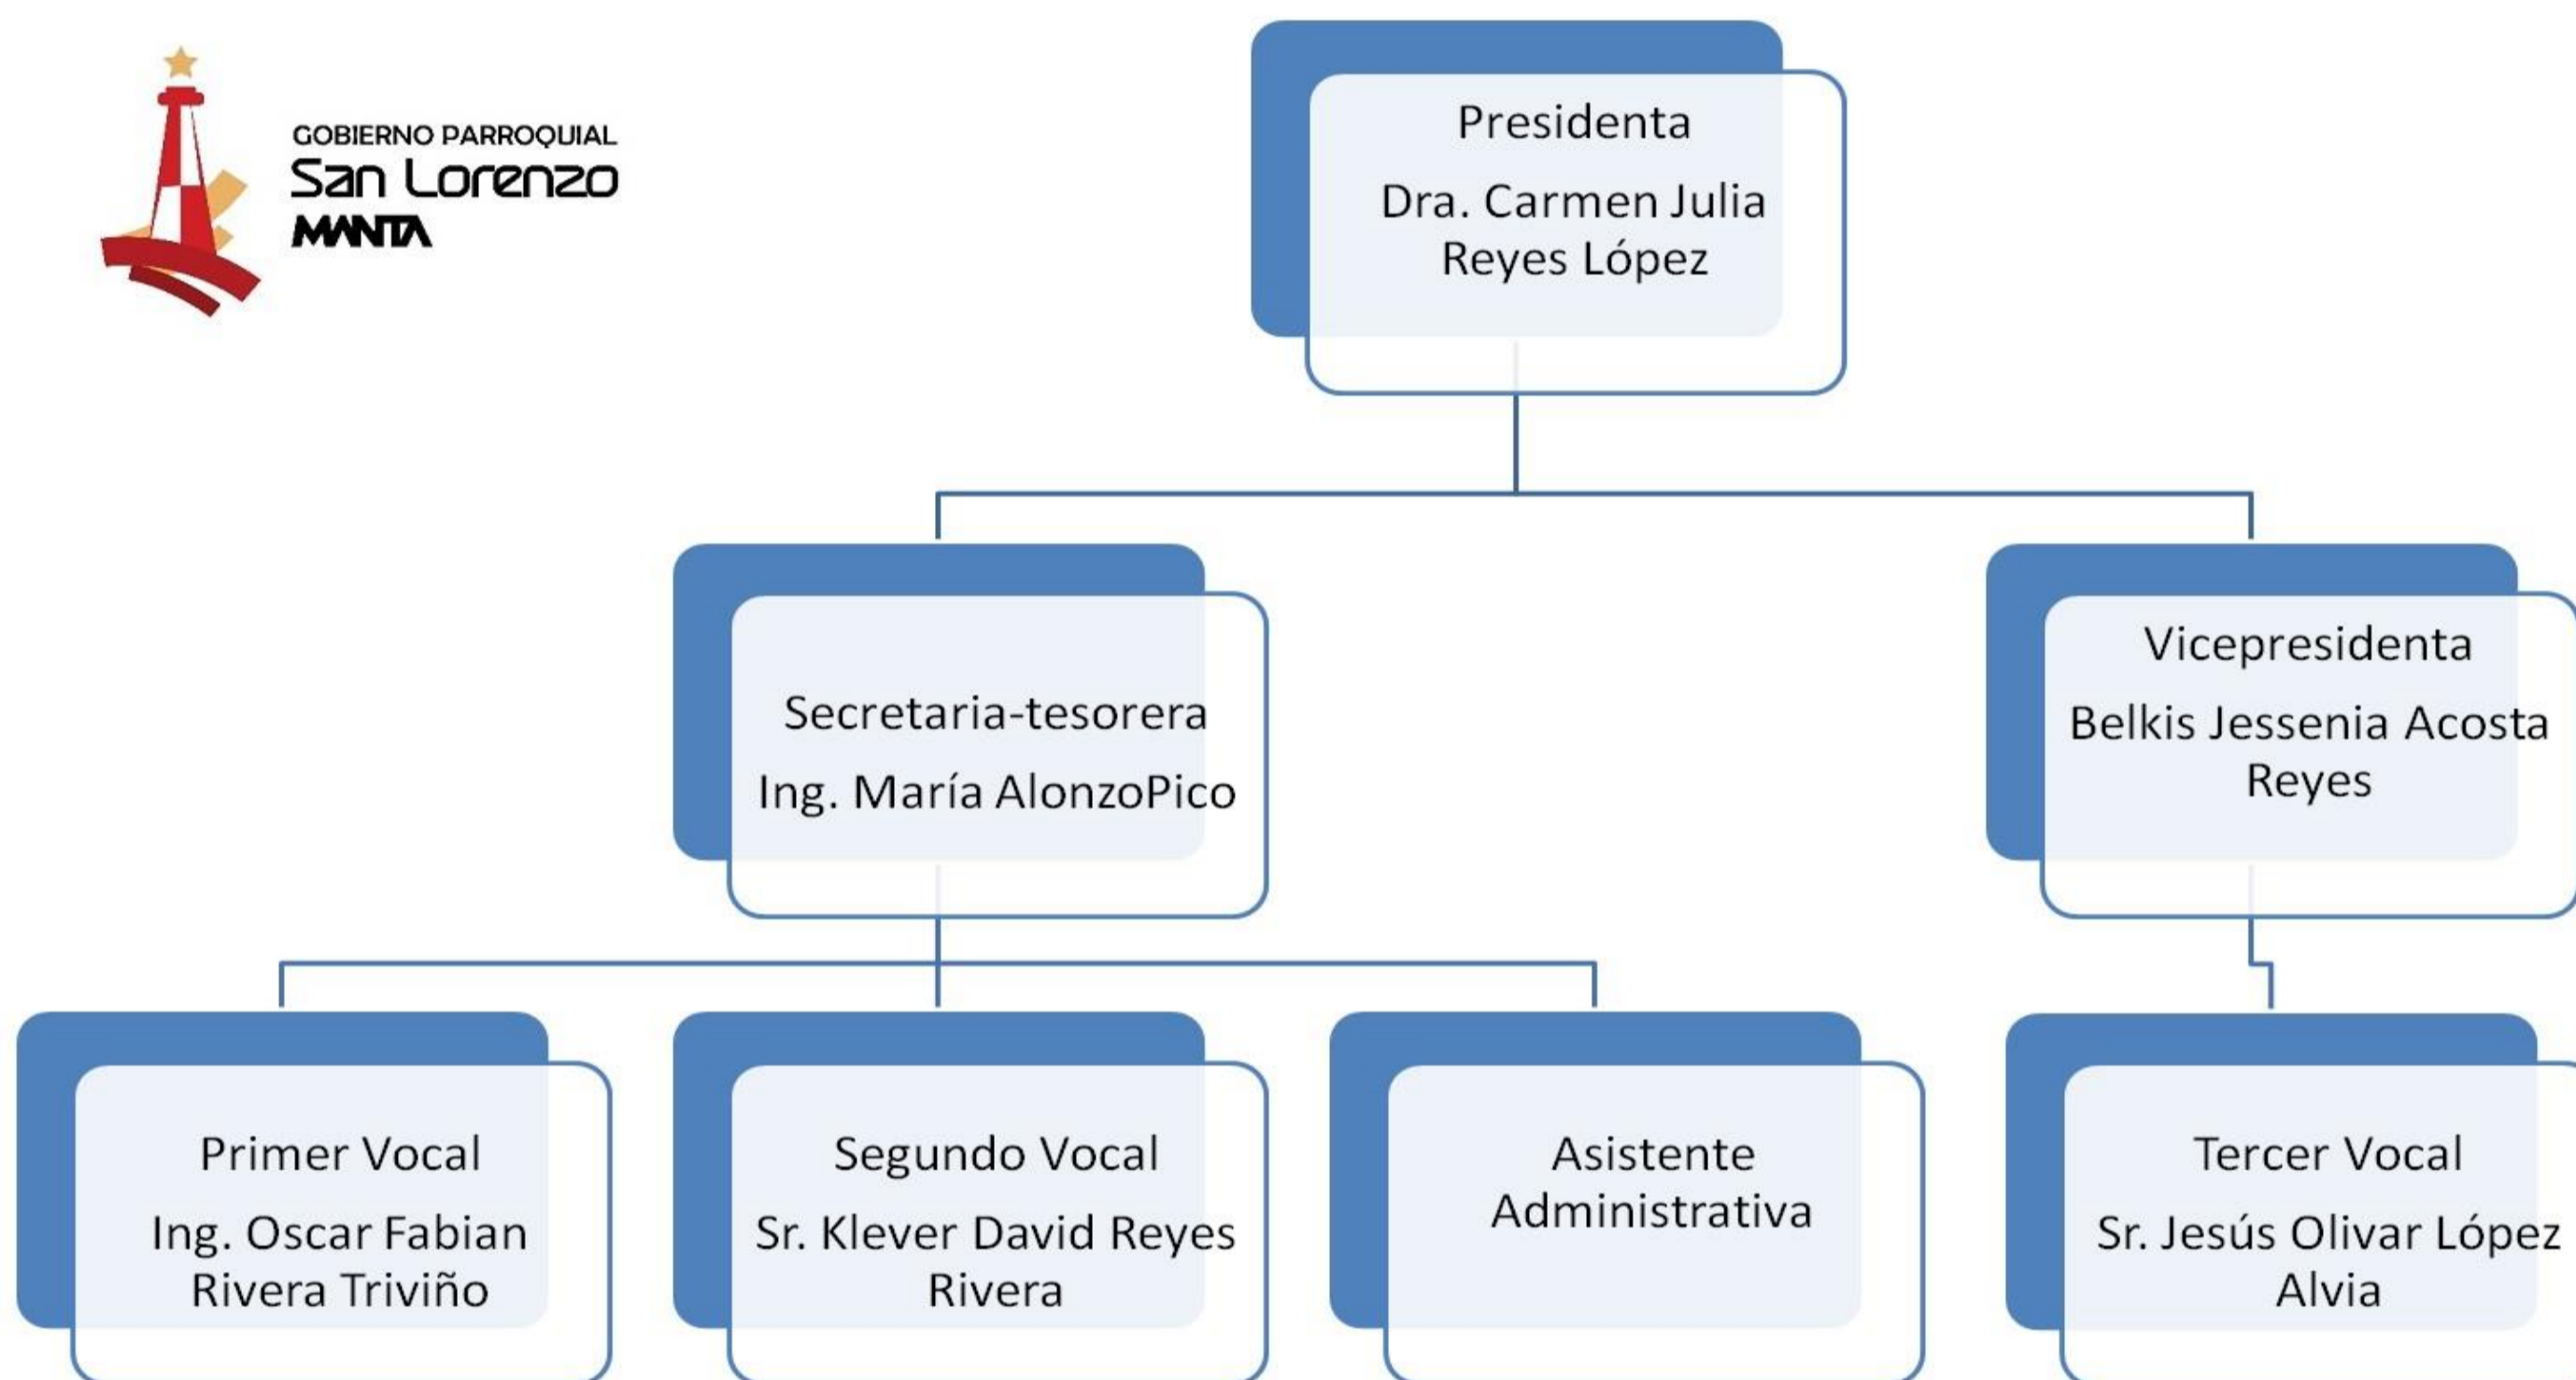 GOBIERNO PARROQUIAL
San Lorenzo
MANTA
Presidenta
Dra. Carmen Julia
Reyes López
Secretaria-tesorera
Ing. María AlonzoPico
Vicepresidenta
Belkis Jessenia Acosta
Reyes
Primer Vocal
Ing. Oscar Fabian
Rivera Triviño
Segundo Vocal
Sr. Klever David Reyes
Rivera
Asistente
Administrativa
Tercer Vocal
Sr. Jesús Olivar López
Alvia